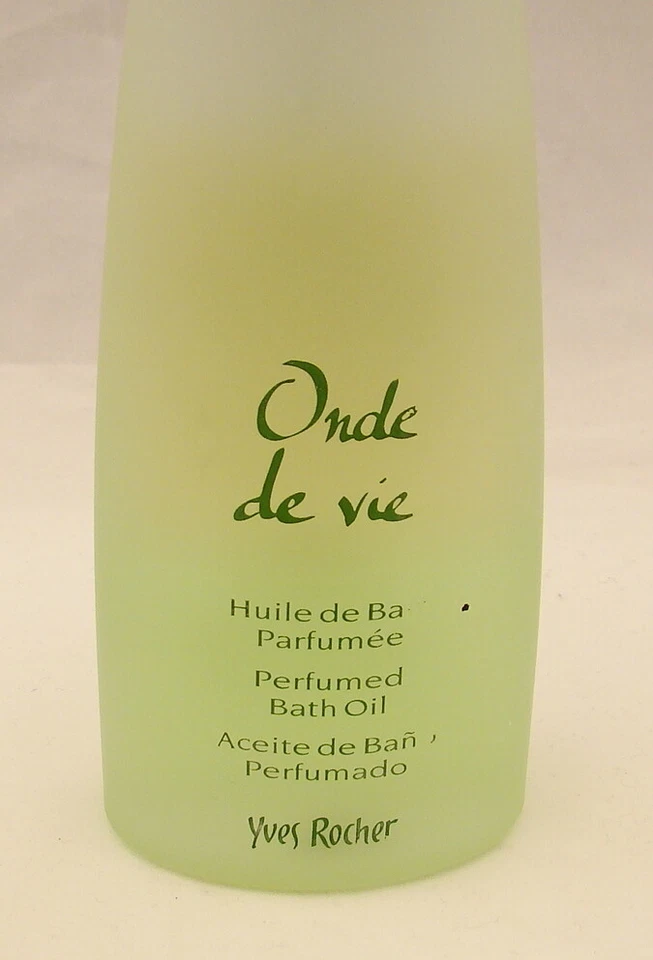 Onde
de vie
Huile de Ba
Parfumée
Perfumed
Bath Oil
Aceite de Bañ
Perfumado
Yves Rocher